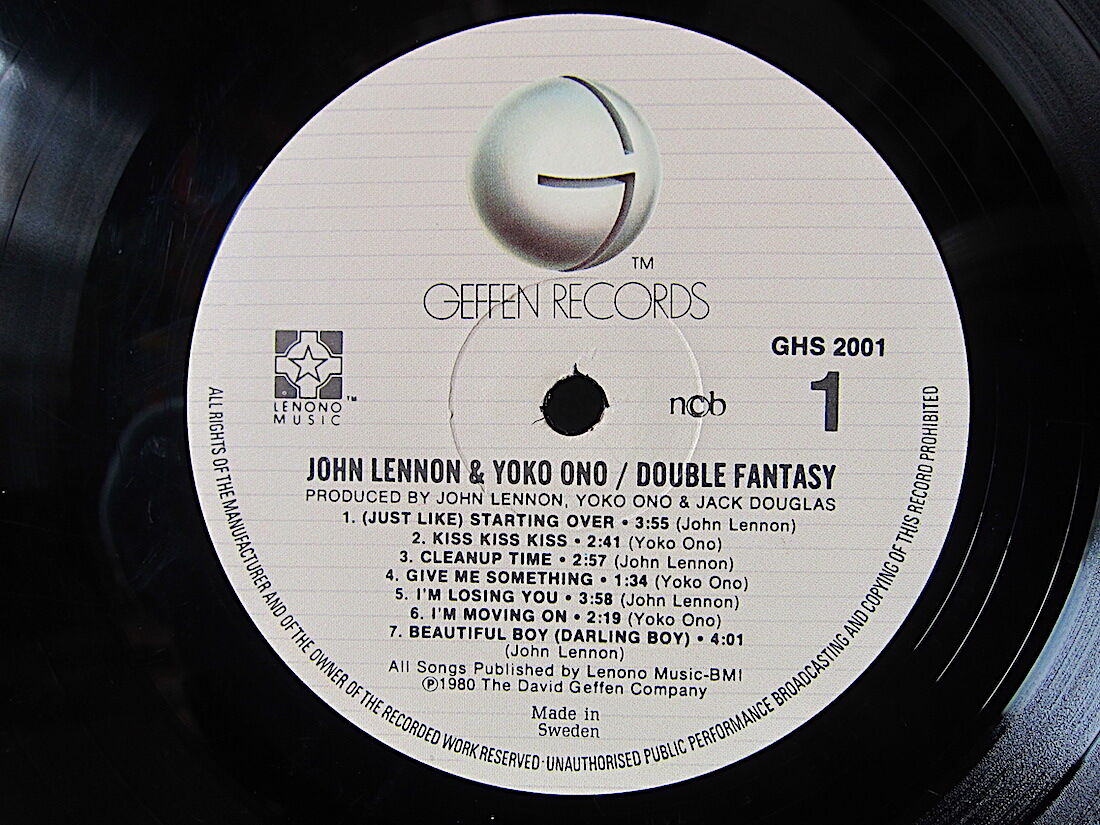 TM
GEFFEN RECORDS
GHS 2001
1
LENONO TM
MUSIC
ncb
JOHN LENNON & YOKO ONO / DOUBLE FANTASY
PRODUCED BY JOHN LENNON, YOKO ONO & JACK DOUGLAS
1. (JUST LIKE) STARTING OVER • 3:55 (John Lennon)
2. KISS KISS KISS • 2:41 (Yoko Ono)
3. CLEANUP TIME • 2:57 (John Lennon)
4. GIVE ME SOMETHING • 1:34 (Yoko Ono)
5. I'M LOSING YOU • 3:58 (John Lennon)
6. I'M MOVING ON • 2:19 (Yoko Ono)
7. BEAUTIFUL BOY (DARLING BOY) • 4:01
(John Lennon)
All Songs Published by Lenono Music-BMI
℗1980 The David Geffen Company
Made in
Sweden
ALL RIGHTS OF THE MANUFACTURER AND OF THE OWNER OF THE RECORDED WORK RESERVED · UNAUTHORISED PUBLIC PERFORMANCE BROADCASTING AND COPYING OF THIS RECORD PROHIBITED